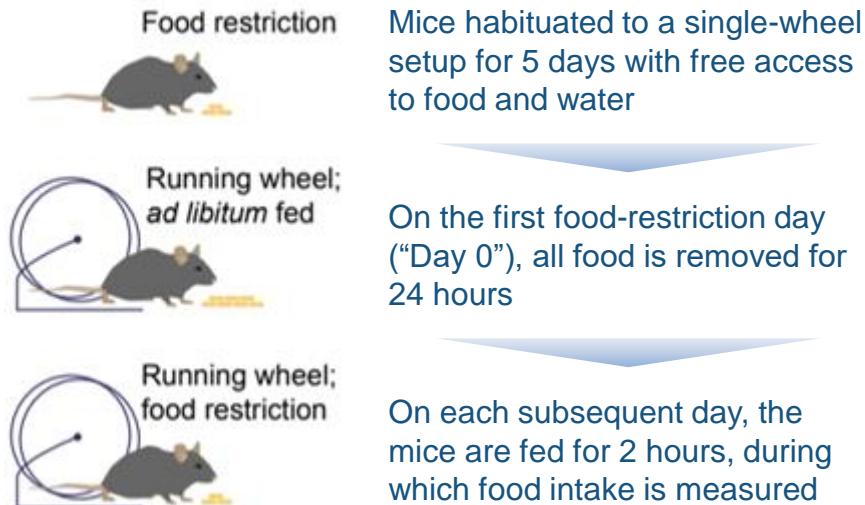 Food restriction
Mice habituated to a single-wheel
setup for 5 days with free access
to food and water
Running wheel;
ad libitum fed
On the first food-restriction day
(“Day 0”), all food is removed for
24 hours
Running wheel;
food restriction
On each subsequent day, the
mice are fed for 2 hours, during
which food intake is measured